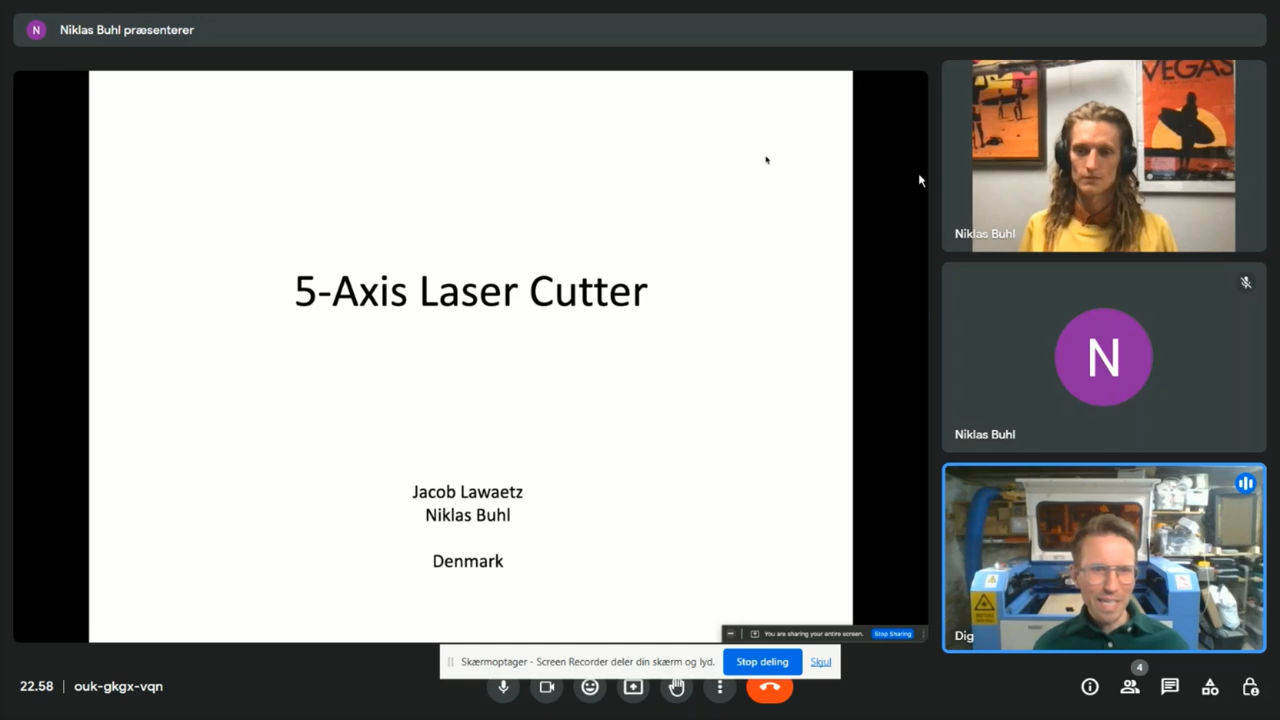 N
Niklas Buhl præsenterer
5-Axis Laser Cutter
Jacob Lawaetz
Niklas Buhl
Denmark
VEGAS
Niklas Buhl
N
Niklas Buhl
Dig
You are sharing your entire screen.
Stop Sharing
Skærmoptager - Screen Recorder deler din skærm og lyd.
Stop deling
Skjul
22.58
ouk-gkgx-vqn
4